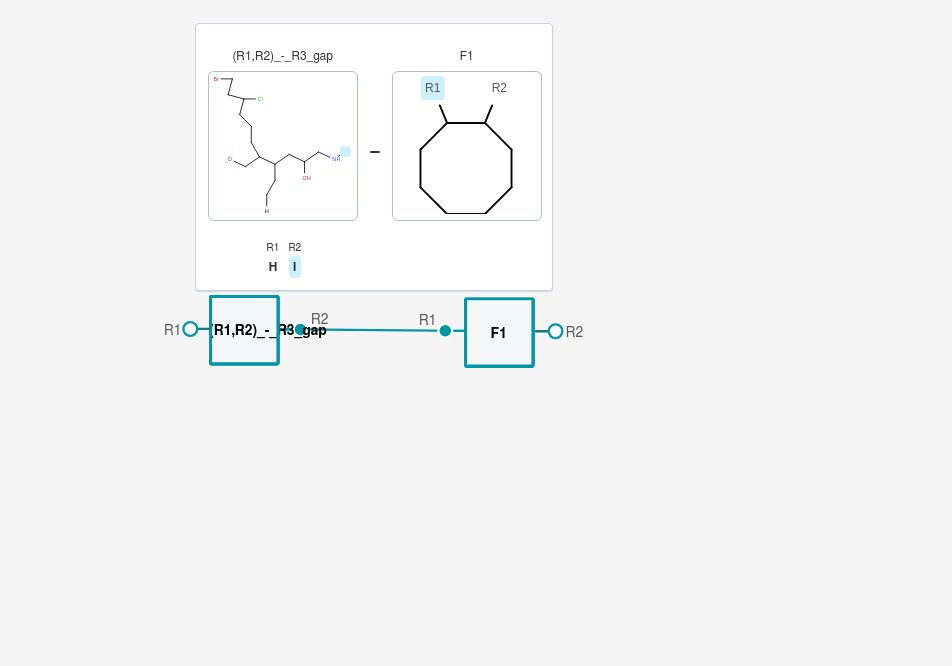 (R1,R2)_-_R3_gap F1
Br
Cl
R1 R2
O
NH
OH
H
–
R1 R2
H I
R1 (R1,R2)_-_R3_gap R2 R1 F1 R2